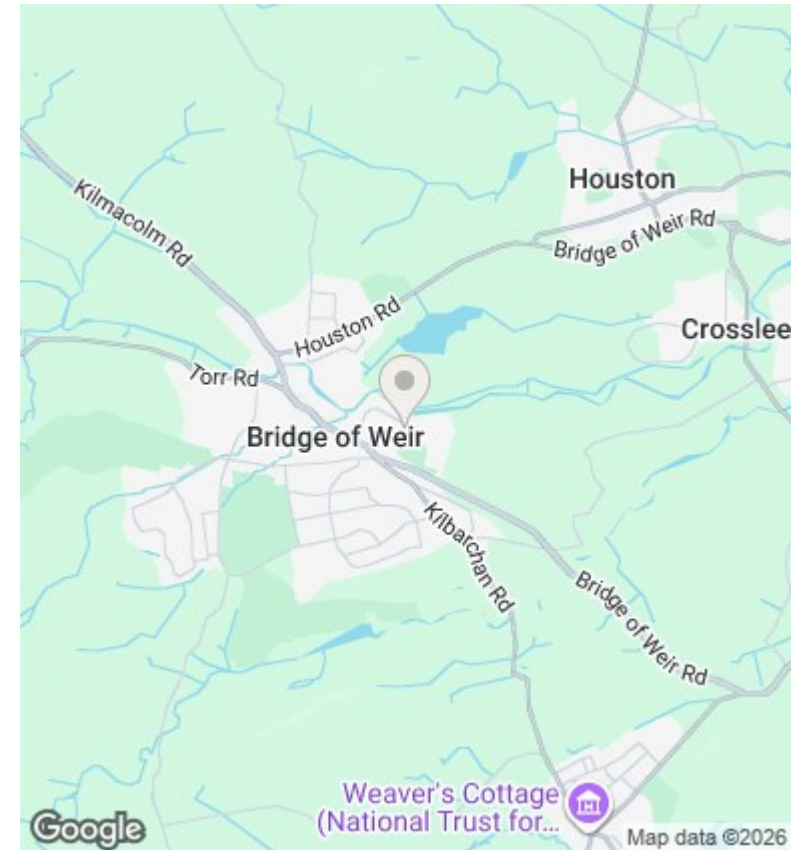 Houston
Kilmacolm Rd
Bridge of Weir Rd
Houston Rd
Crosslee
Torr Rd
Bridge of Weir
Kilbarchan Rd
Bridge of Weir Rd
Weaver's Cottage
(National Trust for...
Google
Map data ©2026